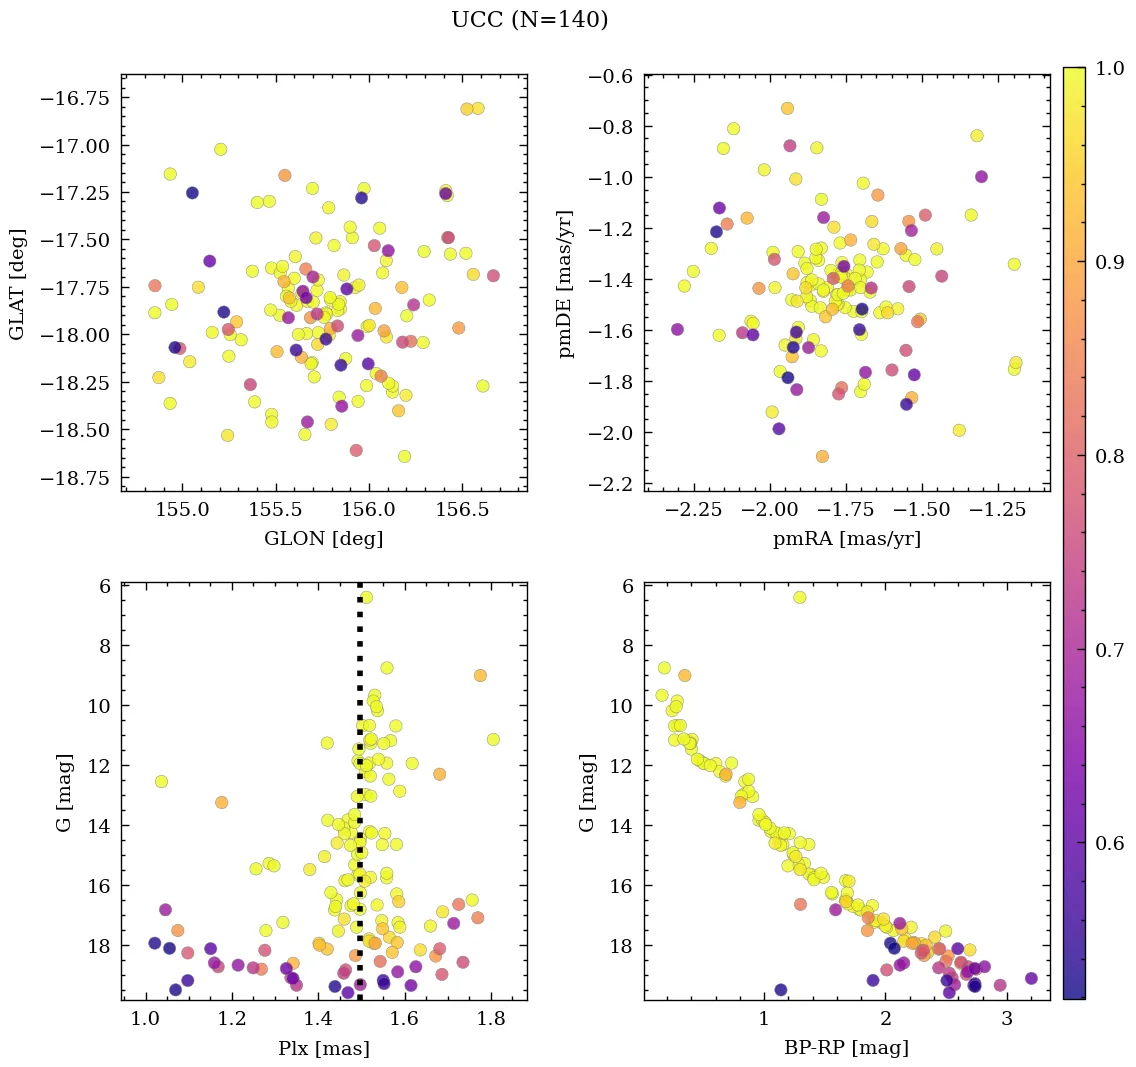 UCC (N=140)
−16.75
−17.00
−17.25
−17.50
−17.75
−18.00
−18.25
−18.50
−18.75
GLAT [deg]
155.0 155.5 156.0 156.5
GLON [deg]
−0.6
−0.8
−1.0
−1.2
−1.4
−1.6
−1.8
−2.0
−2.2
pmDE [mas/yr]
−2.25 −2.00 −1.75 −1.50 −1.25
pmRA [mas/yr]
6
8
10
12
14
16
18
G [mag]
1.0 1.2 1.4 1.6 1.8
Plx [mas]
6
8
10
12
14
16
18
G [mag]
1 2 3
BP-RP [mag]
1.0
0.9
0.8
0.7
0.6